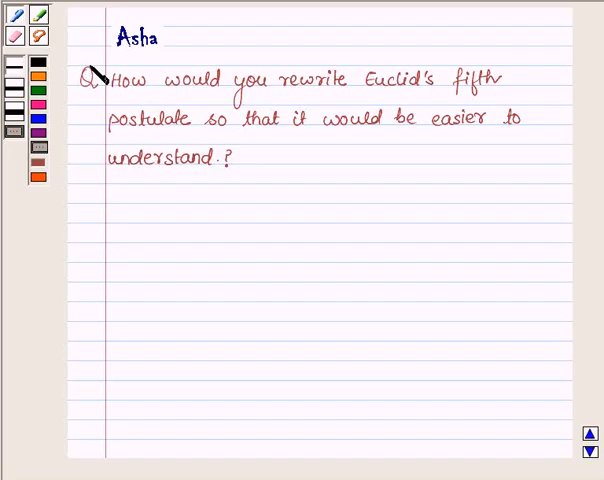 Asha
Q How would you rewrite Euclid's fifth
postulate so that it would be easier to
understand.?